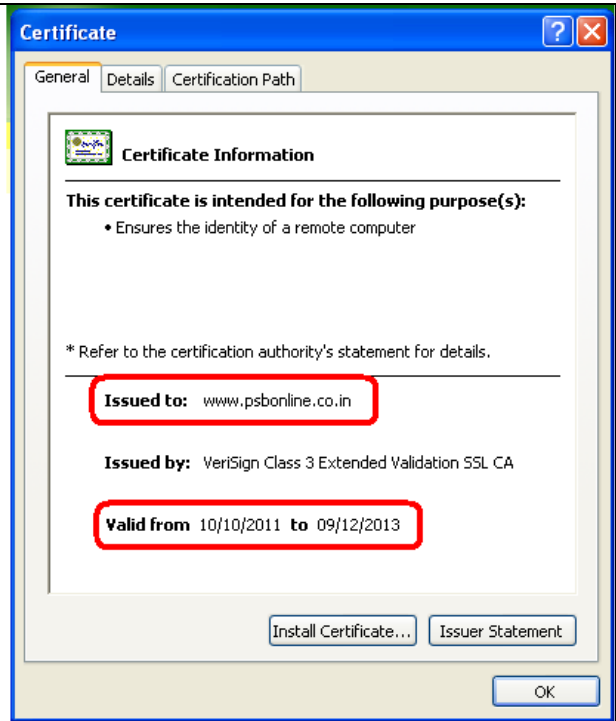 Certificate
General Details Certification Path
Certificate Information
This certificate is intended for the following purpose(s):
• Ensures the identity of a remote computer
* Refer to the certification authority's statement for details.
Issued to: www.psbonline.co.in
Issued by: VeriSign Class 3 Extended Validation SSL CA
Valid from 10/10/2011 to 09/12/2013
Install Certificate... Issuer Statement
OK